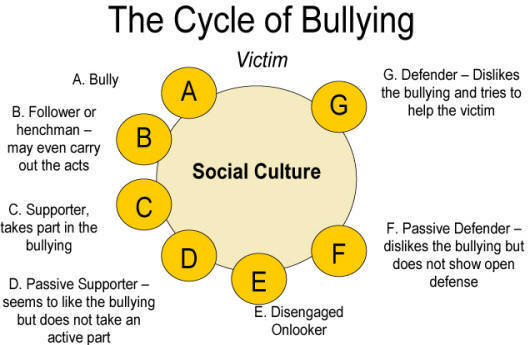 The Cycle of Bullying
Victim
A. Bully
B. Follower or
henchman –
may even carry
out the acts
C. Supporter,
takes part in the
bullying
D. Passive Supporter –
seems to like the bullying
but does not take an
active part
E. Disengaged
Onlooker
F. Passive Defender –
dislikes the bullying but
does not show open
defense
G. Defender – Dislikes
the bullying and tries to
help the victim
A
B
C
D
E
F
G
Social Culture